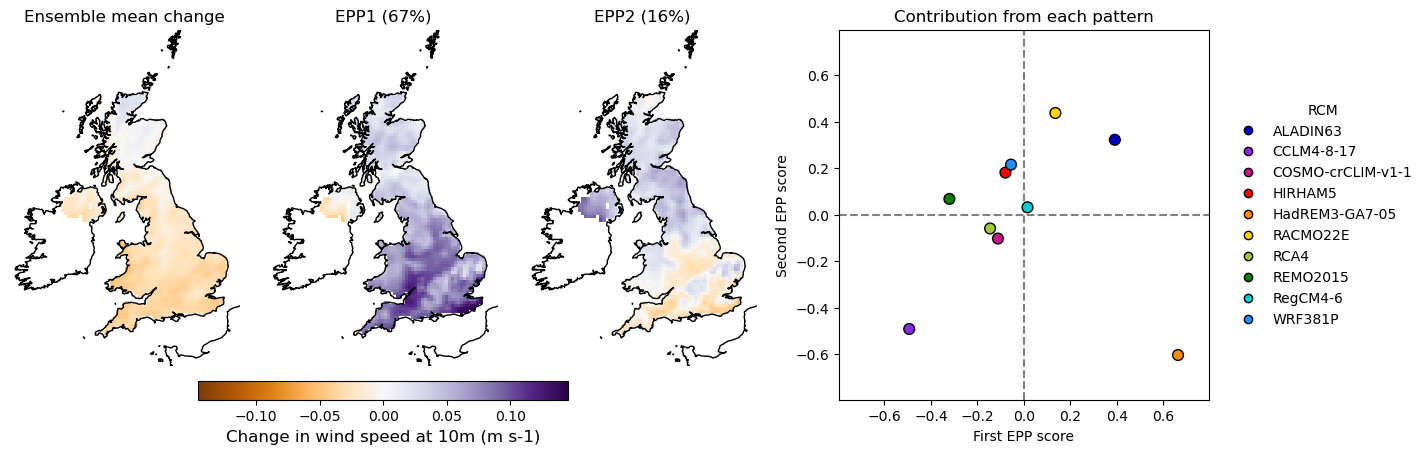 Ensemble mean change
EPP1 (67%)
EPP2 (16%)
−0.10
−0.05
0.00
0.05
0.10
Change in wind speed at 10m (m s-1)
Contribution from each pattern
Second EPP score
0.6
0.4
0.2
0.0
−0.2
−0.4
−0.6
−0.6
−0.4
−0.2
0.0
0.2
0.4
0.6
First EPP score
RCM
ALADIN63
CCLM4-8-17
COSMO-crCLIM-v1-1
HIRHAM5
HadREM3-GA7-05
RACMO22E
RCA4
REMO2015
RegCM4-6
WRF381P